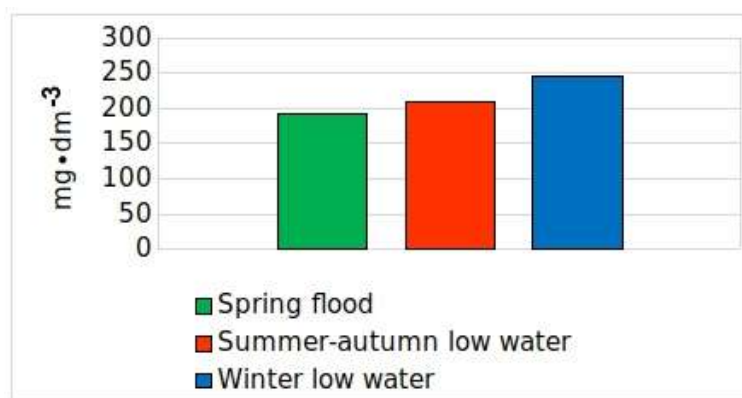 300
250
200
150
100
50
0
mg•dm⁻³
Spring flood
Summer-autumn low water
Winter low water